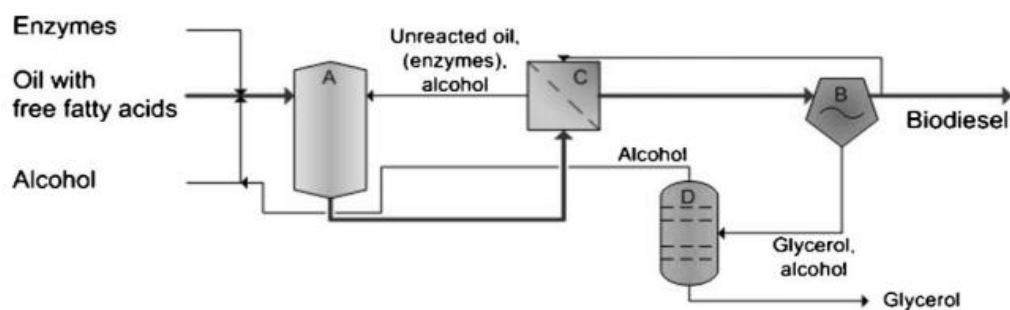 Enzymes
Oil with
free fatty acids
Alcohol
A
Unreacted oil,
(enzymes),
alcohol
C
B
Biodiesel
Alcohol
D
Glycerol,
alcohol
Glycerol